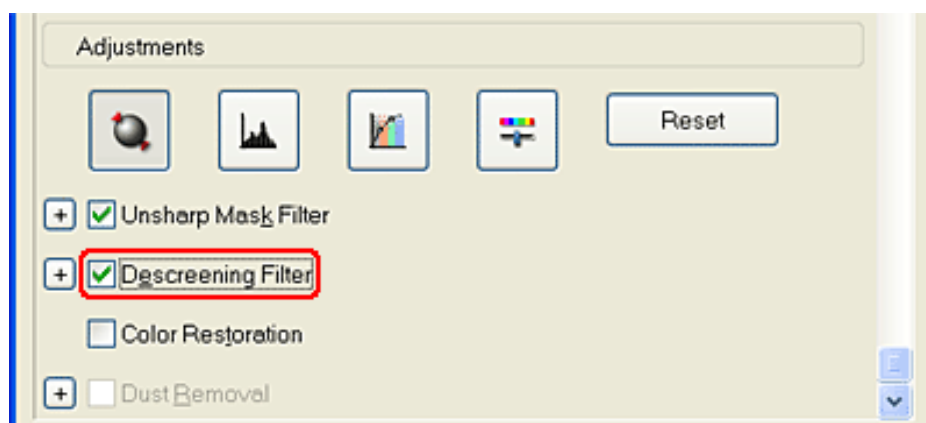 Adjustments
Reset
Unsharp Mask Filter
Descreening Filter
Color Restoration
Dust Removal